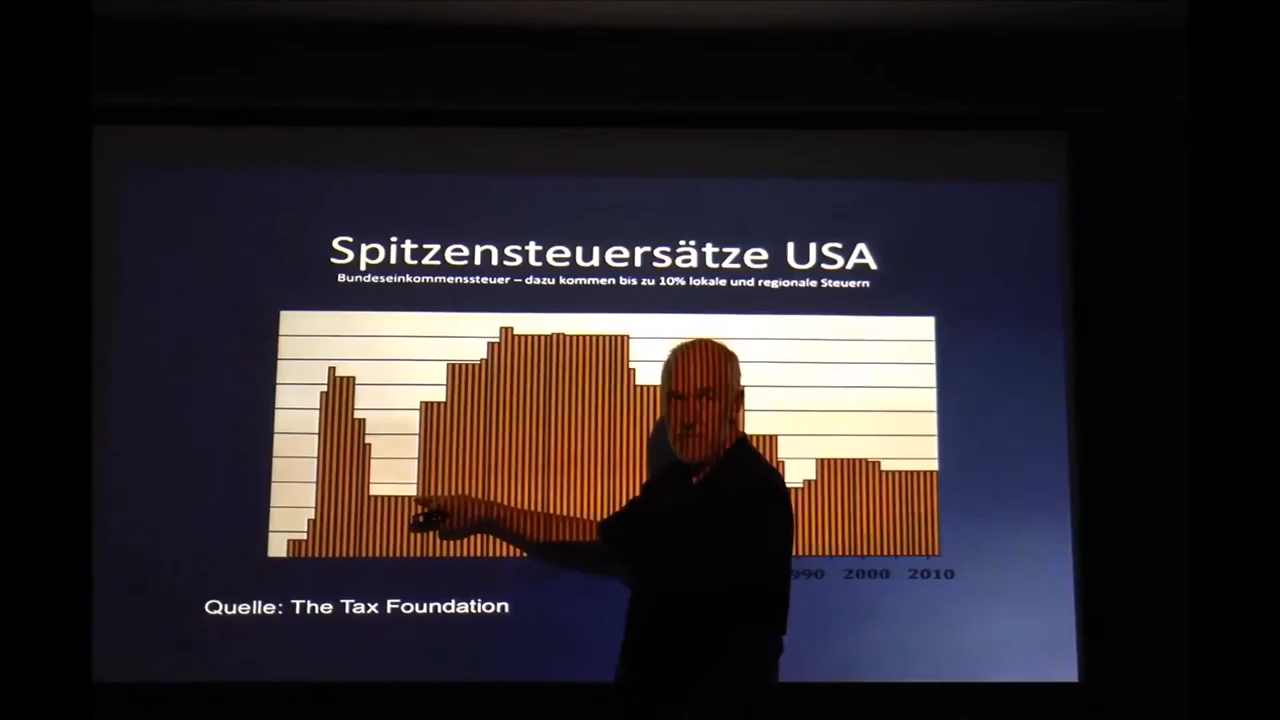 Spitzensteuersätze USA
Bundeseinkommenssteuer – dazu kommen bis zu 10% lokale und regionale Steuern
990 2000 2010
Quelle: The Tax Foundation